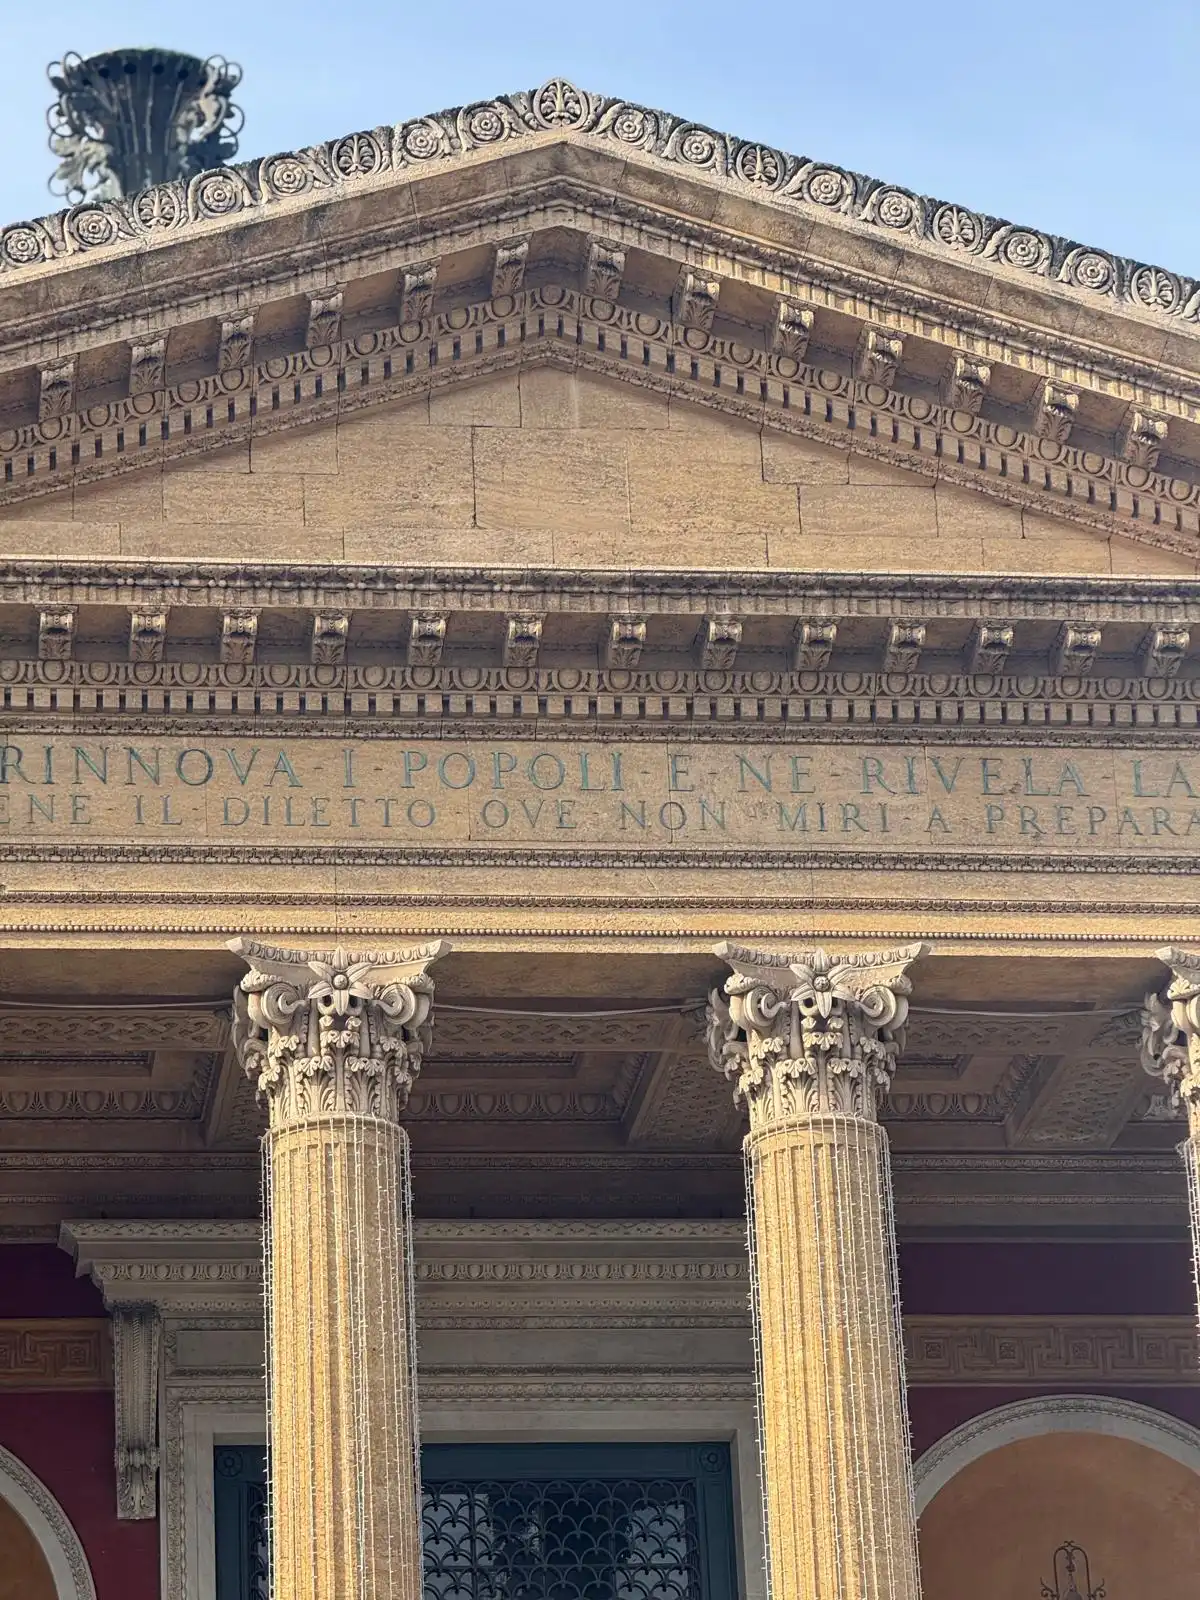 RINNOVA · I · POPOLI · E · NE · RIVELA · LA
ENE · IL · DILETTO · OVE · NON · MIRI · A · PREPARA